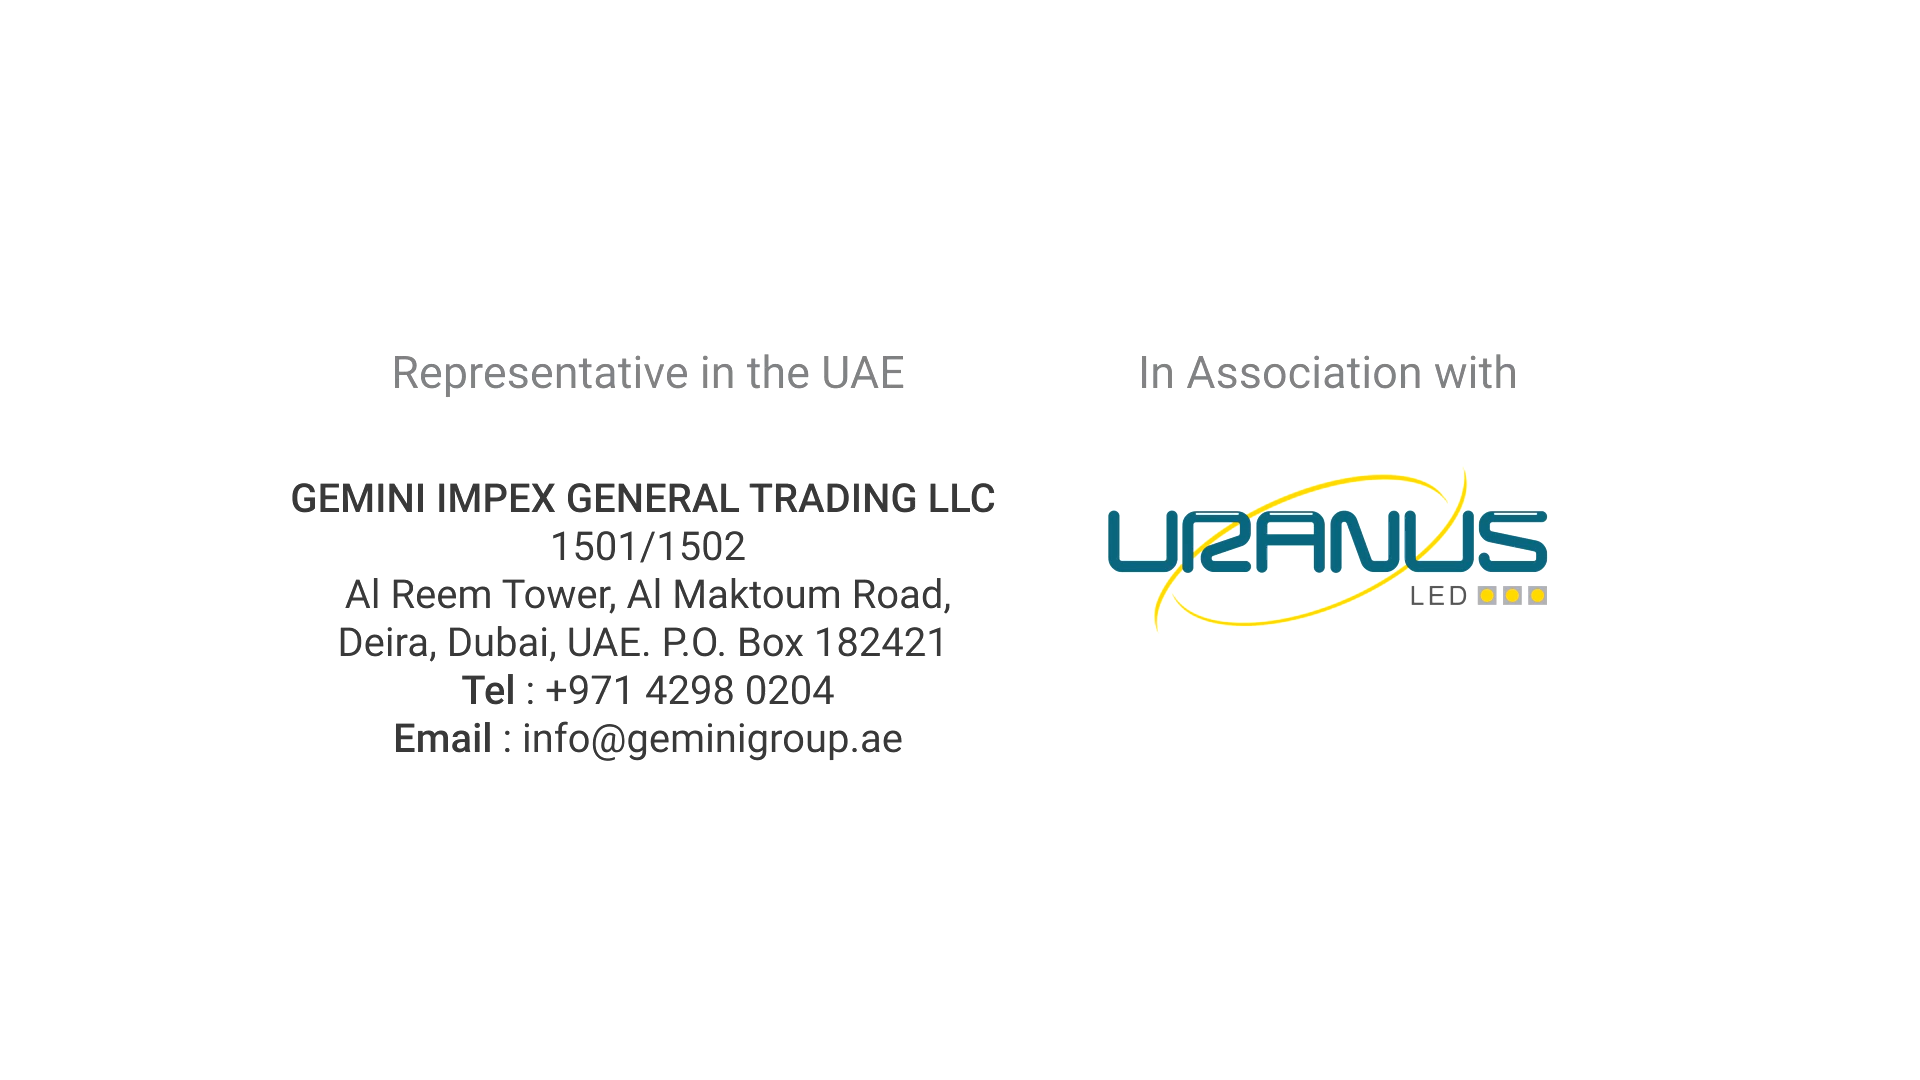 Representative in the UAE
GEMINI IMPEX GENERAL TRADING LLC
1501/1502
Al Reem Tower, Al Maktoum Road,
Deira, Dubai, UAE. P.O. Box 182421
Tel : +971 4298 0204
Email : info@geminigroup.ae
In Association with
URANUS
LED